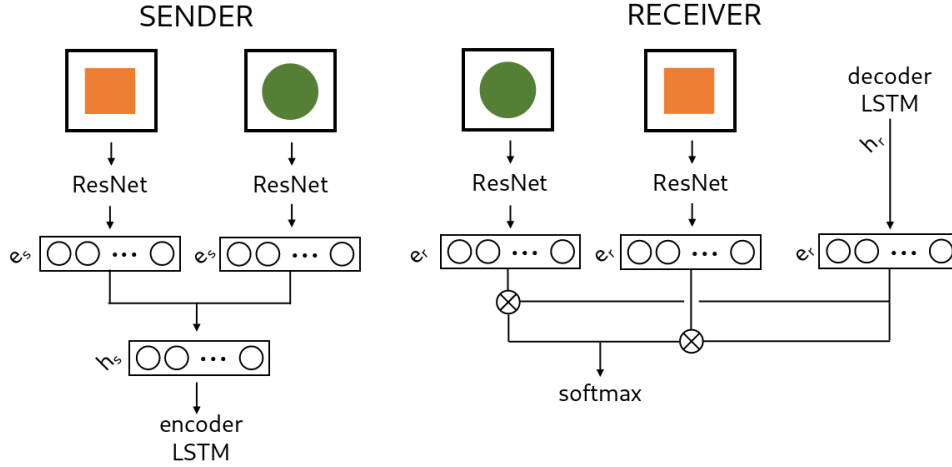 SENDER
RECEIVER
decoder
LSTM
hᵣ
ResNet
ResNet
ResNet
ResNet
eₛ
...
eₛ
...
eᵣ
...
eᵣ
...
eᵣ
...
hₛ
...
softmax
encoder
LSTM